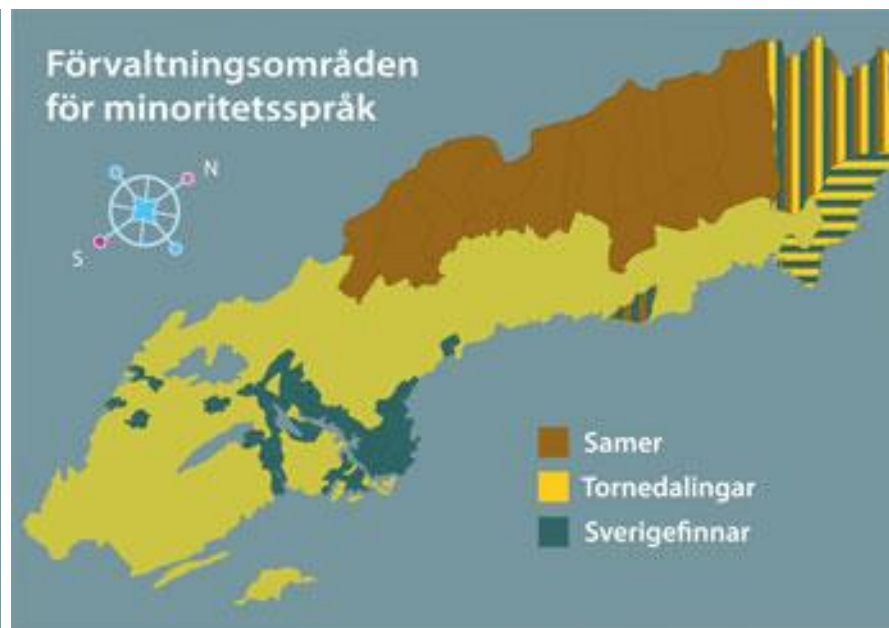 Förvaltningsområden
för minoritetsspråk
N
S
Samer
Tornedalingar
Sverigefinnar